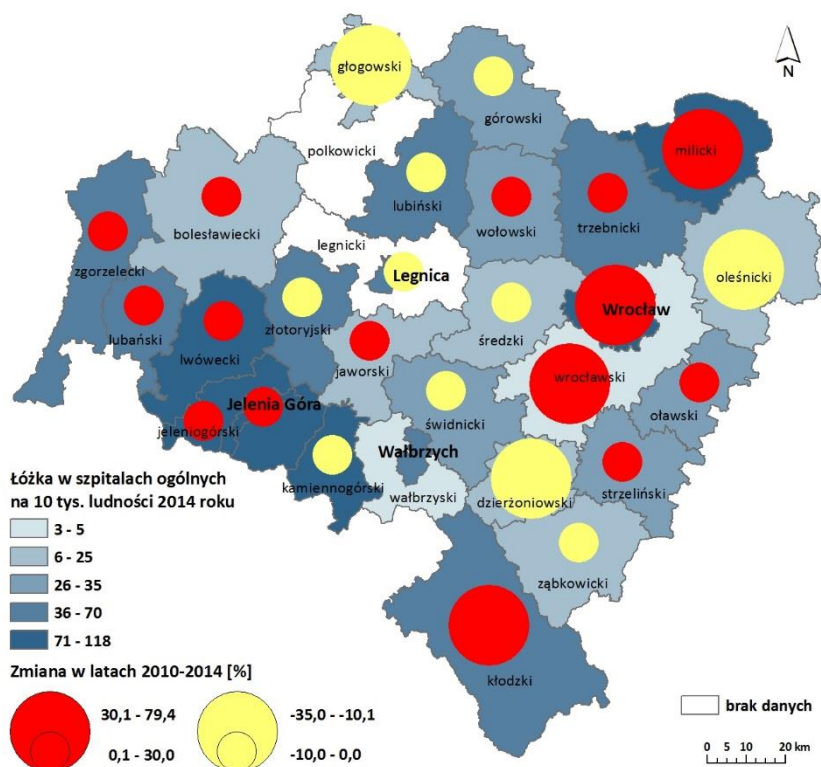 głogowski
N
górowski
polkowicki
milicki
lubiński
wołowski
trzebnicki
bolesławiecki
legnicki
zgorzelecki
Legnica
oleśnicki
złotoryjski
Wrocław
lubański
średzki
lwówecki
jaworski
wrocławski
oławski
Jelenia Góra
świdnicki
jeleniogórski
Wałbrzych
kamiennogórski
wałbrzyski
dzierżoniowski
strzeliński
ząbkowicki
kłodzki
Łóżka w szpitalach ogólnych
na 10 tys. ludności 2014 roku
3 - 5
6 - 25
26 - 35
36 - 70
71 - 118
Zmiana w latach 2010-2014 [%]
30,1 - 79,4
0,1 - 30,0
-35,0 - -10,1
-10,0 - 0,0
brak danych
0 5 10 20 km